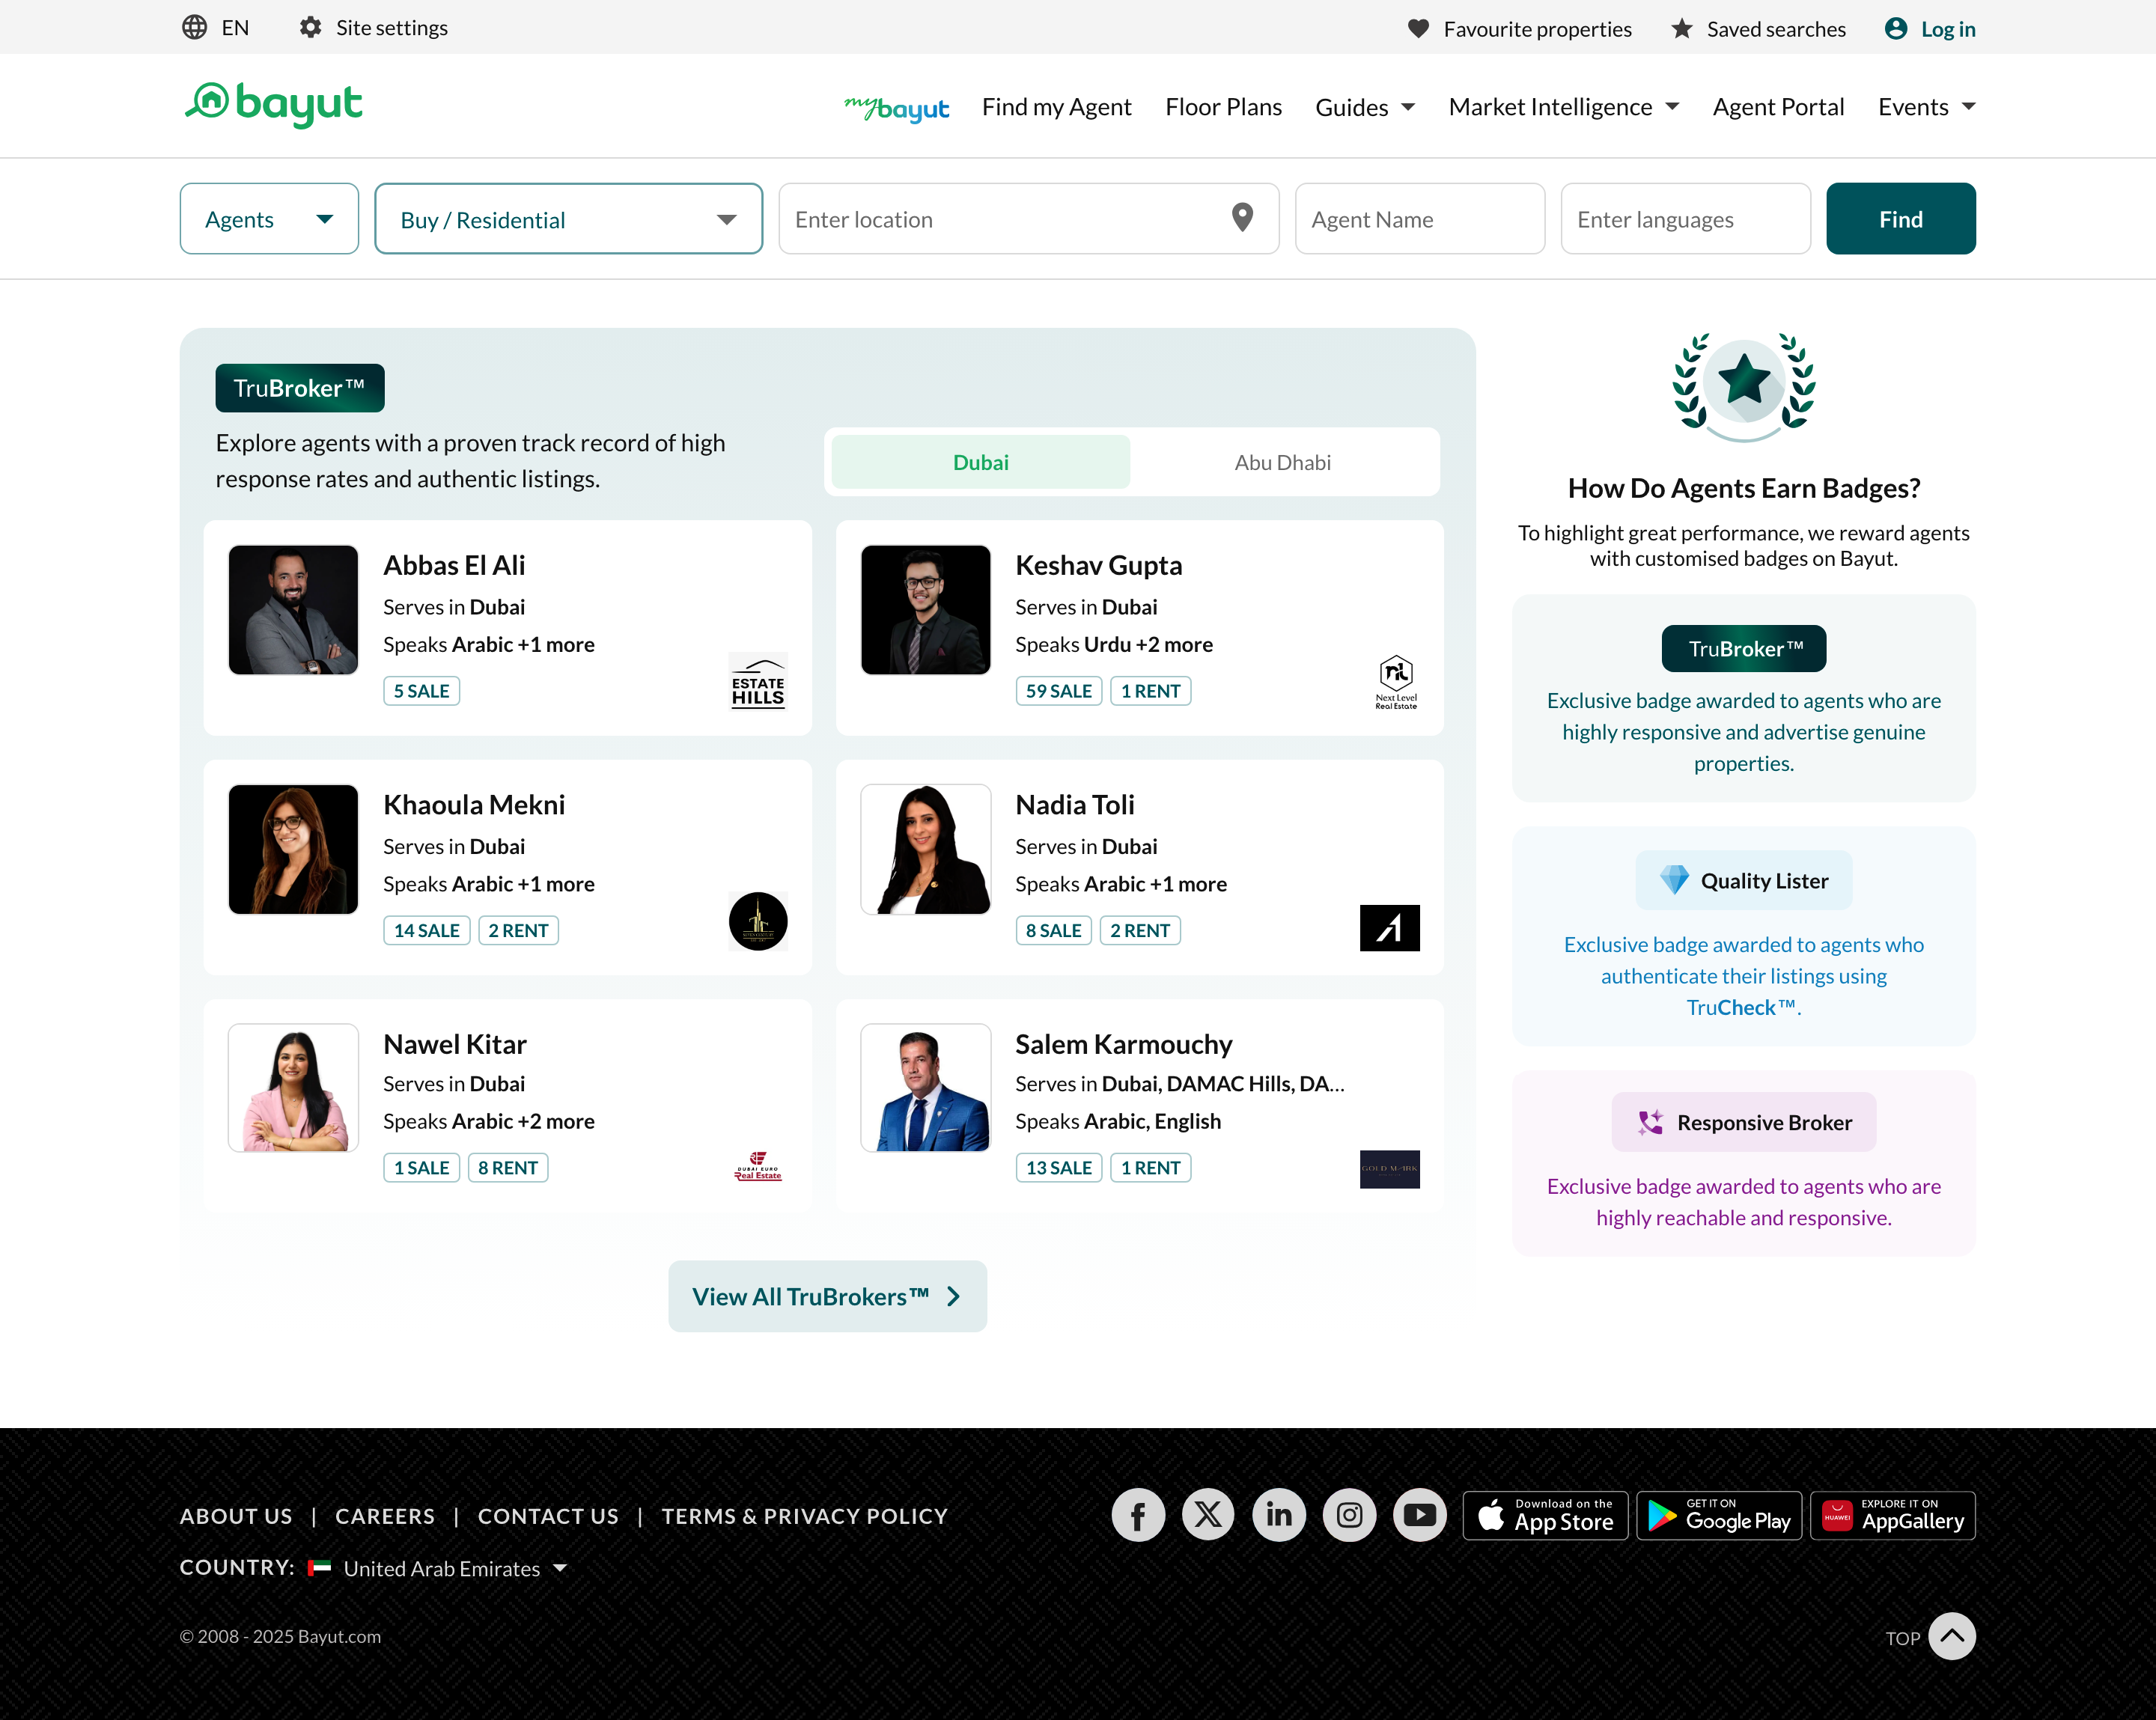 EN
Site settings
Favourite properties
Saved searches
Log in
bayut
mybayut
Find my Agent
Floor Plans
Guides
Market Intelligence
Agent Portal
Events
Agents
Buy / Residential
Enter location
Agent Name
Enter languages
Find
TruBroker™
Explore agents with a proven track record of high
response rates and authentic listings.
Dubai
Abu Dhabi
Abbas El Ali
Serves in Dubai
Speaks Arabic +1 more
5 SALE
ESTATE
HILLS
Keshav Gupta
Serves in Dubai
Speaks Urdu +2 more
59 SALE
1 RENT
Next Level
Real Estate
Khaoula Mekni
Serves in Dubai
Speaks Arabic +1 more
14 SALE
2 RENT
Nadia Toli
Serves in Dubai
Speaks Arabic +1 more
8 SALE
2 RENT
Nawel Kitar
Serves in Dubai
Speaks Arabic +2 more
1 SALE
8 RENT
DUBAI EURO
Real Estate
Salem Karmouchy
Serves in Dubai, DAMAC Hills, DA...
Speaks Arabic, English
13 SALE
1 RENT
GOLD MARK
View All TruBrokers™
How Do Agents Earn Badges?
To highlight great performance, we reward agents
with customised badges on Bayut.
TruBroker™
Exclusive badge awarded to agents who are
highly responsive and advertise genuine
properties.
Quality Lister
Exclusive badge awarded to agents who
authenticate their listings using
TruCheck™.
Responsive Broker
Exclusive badge awarded to agents who are
highly reachable and responsive.
ABOUT US | CAREERS | CONTACT US | TERMS & PRIVACY POLICY
Download on the
App Store
GET IT ON
Google Play
HUAWEI
EXPLORE IT ON
AppGallery
COUNTRY: United Arab Emirates
© 2008 - 2025 Bayut.com
TOP